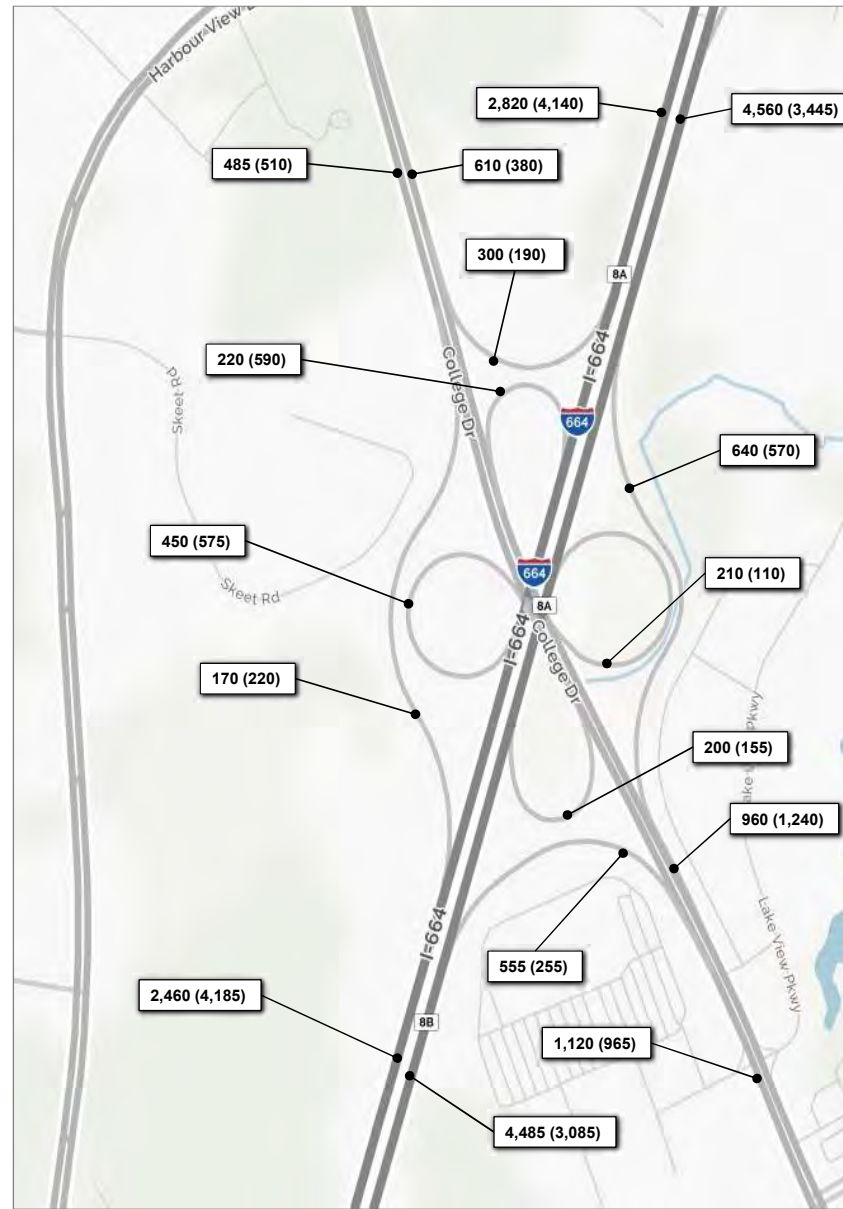 Harbour View
2,820 (4,140)
4,560 (3,445)
485 (510)
610 (380)
300 (190)
8A
I-664
220 (590)
College Dr
Skeet Rd
664
640 (570)
450 (575)
Skeet Rd
664
8A
210 (110)
I-664
College Dr
170 (220)
Pkwy
200 (155)
960 (1,240)
Lake View Pkwy
I-664
555 (255)
2,460 (4,185)
8B
1,120 (965)
4,485 (3,085)